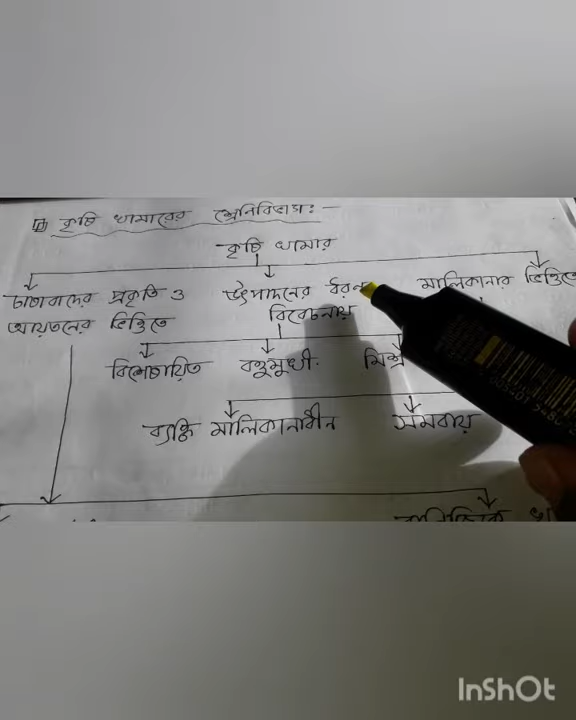 কৃষি খামারের শ্রেনিবিভাগ:-
কৃষি খামার
চাষাবাদের প্রকৃতি ও আয়তনের ভিত্তিতে
উৎপাদনের ধরন বিবেচনায়
মালিকানার ভিত্তিতে
বিশেষায়িত বহুমুখী মিশ্র
ব্যক্তি মালিকানাধীন সমবায়
InShOt